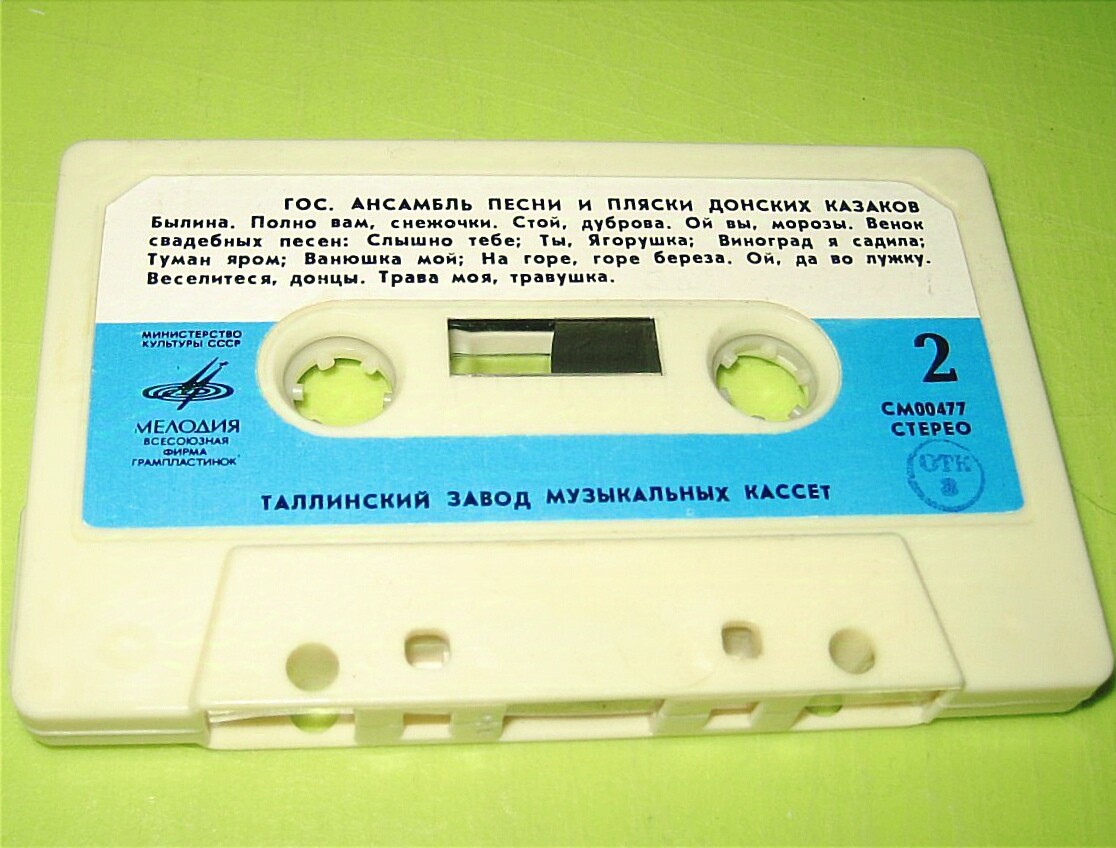 ГОС. АНСАМБЛЬ ПЕСНИ И ПЛЯСКИ ДОНСКИХ КАЗАКОВ
Былина. Полно вам, снежочки. Стой, дуброва. Ой вы, морозы. Венок
свадебных песен: Слышно тебе; Ты, Ягорушка; Виноград я садила;
Туман яром; Ванюшка мой; На горе, горе береза. Ой, да во лужку.
Веселитеся, донцы. Трава моя, травушка.
МИНИСТЕРСТВО
КУЛЬТУРЫ СССР
МЕЛОДИЯ
ВСЕСОЮЗНАЯ
ФИРМА
ГРАМПЛАСТИНОК
2
СМ00477
СТЕРЕО
ОТК
2
ТАЛЛИНСКИЙ ЗАВОД МУЗЫКАЛЬНЫХ КАССЕТ